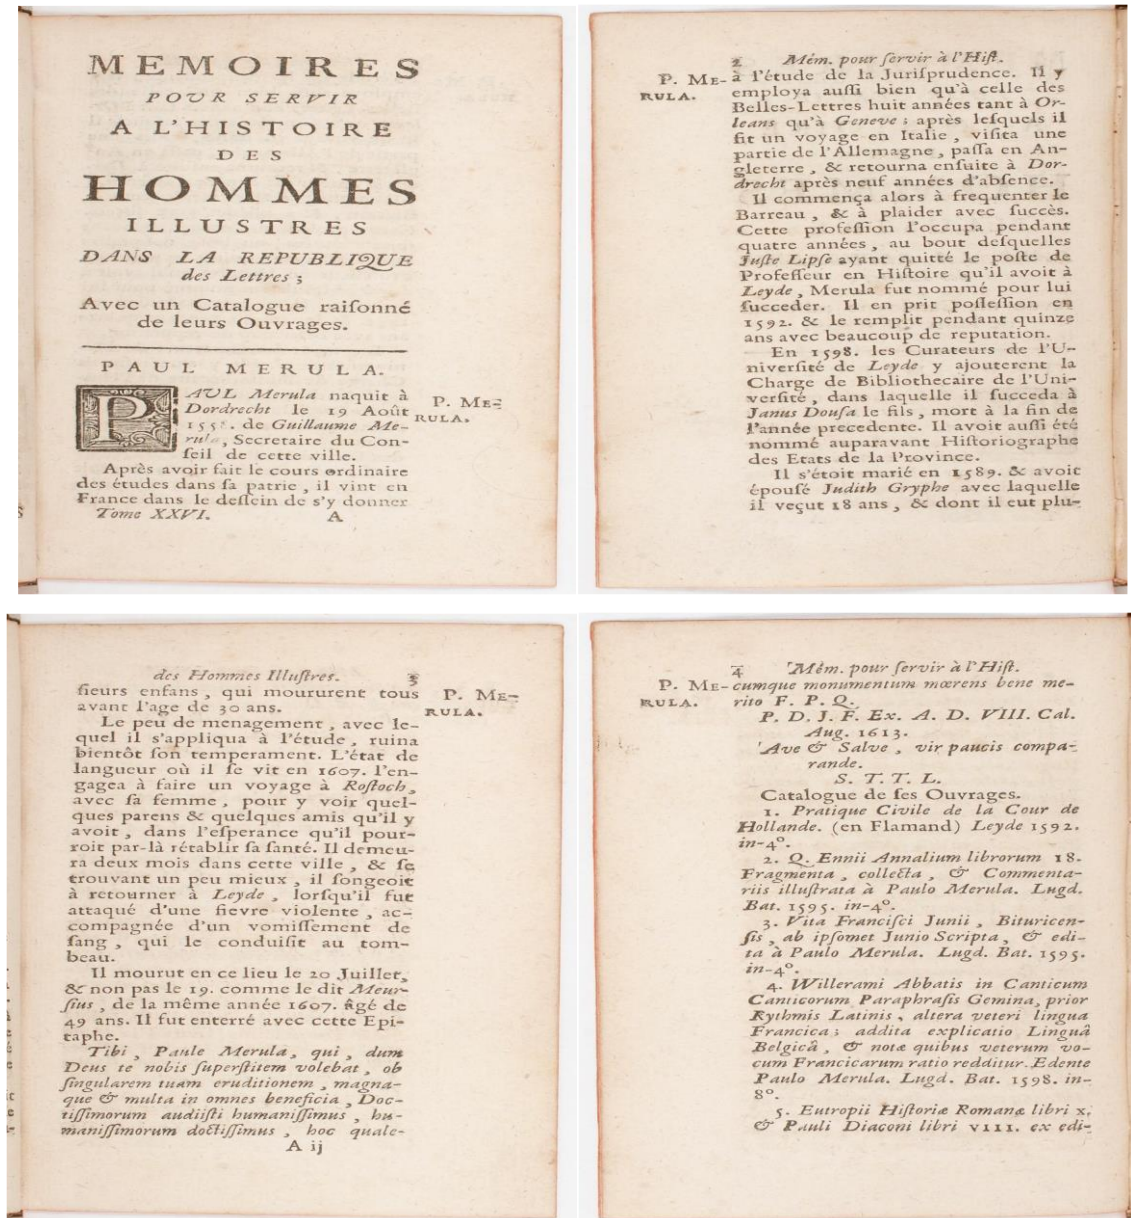 MEMOIRES
POUR SERVIR
A L'HISTOIRE
DES
HOMMES
ILLUSTRES
DANS LA REPUBLIQUE
des Lettres ;
Avec un Catalogue raiſonné
de leurs Ouvrages.
PAUL MERULA.
PAUL Merula naquit à
Dordrecht le 19 Août
155 . de Guillaume Me-
rula, Secretaire du Con-
ſeil de cette ville.
P. ME-
RULA.
Après avoir fait le cours ordinaire
des études dans ſa patrie , il vint en
France dans le deſſein de s'y donner
Tome XXVI. A
2 Mém. pour ſervir à l'Hiſt.
P. ME-
RULA.
à l'étude de la Juriſprudence. Il y
employa auſſi bien qu'à celle des
Belles-Lettres huit années tant à Or-
leans qu'à Geneve ; après leſquels il
fit un voyage en Italie , viſita une
partie de l'Allemagne , paſſa en An-
gleterre , & retourna enſuite à Dor-
drecht après neuf années d'abſence.
Il commença alors à frequenter le
Barreau , & à plaider avec ſuccès.
Cette profeſſion l'occupa pendant
quatre années , au bout deſquelles
Juſte Lipſe ayant quitté le poſte de
Profeſſeur en Hiſtoire qu'il avoit à
Leyde , Merula fut nommé pour lui
ſucceder. Il en prit poſſeſſion en
1592. & le remplit pendant quinze
ans avec beaucoup de reputation.
En 1598. les Curateurs de l'U-
niverſité de Leyde y ajouterent la
Charge de Bibliothecaire de l'Uni-
verſité , dans laquelle il ſucceda à
Janus Douſa le fils , mort à la fin de
l'année precedente. Il avoit auſſi été
nommé auparavant Hiſtoriographe
des Etats de la Province.
Il s'étoit marié en 1589. & avoit
épouſé Judith Gryphe avec laquelle
il veçut 18 ans , & dont il eut plu-
des Hommes Illuſtres. 3
ſieurs enfans , qui moururent tous
avant l'age de 30 ans.
P. ME-
RULA.
Le peu de menagement , avec le-
quel il s'appliqua à l'étude , ruina
bientôt ſon temperament. L'état de
langueur où il ſe vit en 1607. l'en-
gagea à faire un voyage à Roſtoch,
avec ſa femme , pour y voir quel-
ques parens & quelques amis qu'il y
avoit , dans l'eſperance qu'il pour-
roit par-là rétablir ſa ſanté. Il demeu-
ra deux mois dans cette ville , & ſe
trouvant un peu mieux , il ſongeoit
à retourner à Leyde , lorſqu'il fut
attaqué d'une fievre violente , ac-
compagnée d'un vomiſſement de
ſang , qui le conduiſit au tom-
beau.
Il mourut en ce lieu le 20 Juillet,
& non pas le 19. comme le dit Meur-
ſius , de la même année 1607. âgé de
49 ans. Il fut enterré avec cette Epi-
taphe.
Tibi , Paule Merula , qui , dum
Deus te nobis ſuperſtitem volebat , ob
ſingularem tuam eruditionem , magna-
que & multa in omnes beneficia , Doc-
tiſſimorum audiiſti humaniſſimus , hu-
maniſſimorum doctiſſimus , hoc quale-
A ij
4 Mém. pour ſervir à l'Hiſt.
P. ME-
RULA.
cumque monumentum mœrens bene me-
rito F. P. Q.
P. D. J. F. Ex. A. D. VIII. Cal.
Aug. 1613.
Ave & Salve , vir paucis compa-
rande.
S. T. T. L.
Catalogue de ſes Ouvrages.
1. Pratique Civile de la Cour de
Hollande. (en Flamand) Leyde 1592.
in-4°.
2. Q. Ennii Annalium librorum 18.
Fragmenta , collecta , & Commenta-
riis illuſtrata à Paulo Merula. Lugd.
Bat. 1595. in-4°.
3. Vita Franciſci Junii , Bituricen-
ſis , ab ipſomet Junio Scripta , & edi-
ta à Paulo Merula. Lugd. Bat. 1595.
in-4°.
4. Willerami Abbatis in Canticum
Canticorum Paraphraſis Gemina, prior
Rythmis Latinis , altera veteri lingua
Francica ; addita explicatio Linguâ
Belgicâ , & notæ quibus veterum vo-
cum Francicarum ratio redditur. Edente
Paulo Merula. Lugd. Bat. 1598. in-
8°.
5. Eutropii Hiſtoriæ Romanæ libri x.
& Pauli Diaconi libri VIII. ex edi-